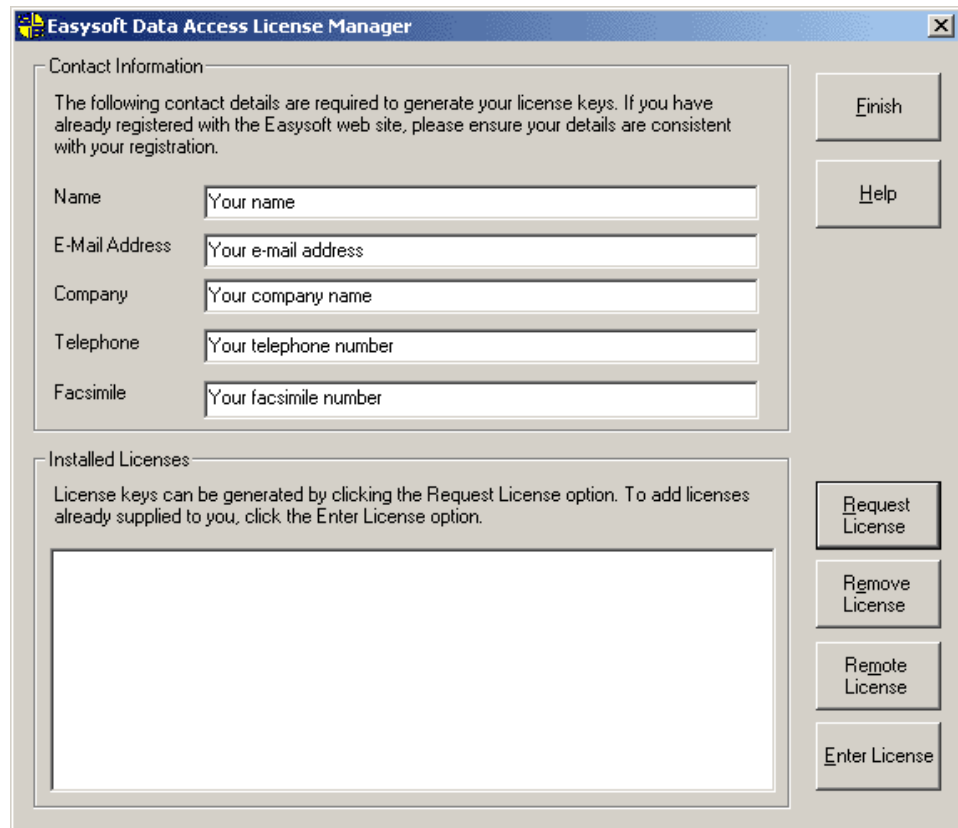 Easysoft Data Access License Manager
Contact Information
The following contact details are required to generate your license keys. If you have
already registered with the Easysoft web site, please ensure your details are consistent
with your registration.
Name
Your name
E-Mail Address
Your e-mail address
Company
Your company name
Telephone
Your telephone number
Facsimile
Your facsimile number
Finish
Help
Installed Licenses
License keys can be generated by clicking the Request License option. To add licenses
already supplied to you, click the Enter License option.
Request
License
Remove
License
Remote
License
Enter License